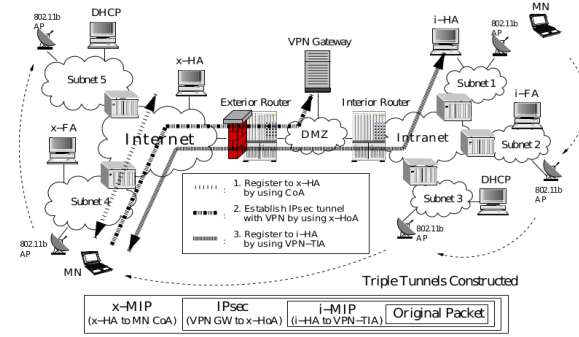 802.11b
AP
DHCP
Subnet 5
x-HA
VPN Gateway
i-HA
802.11b
AP
MN
Subnet 1
Exterior Router
Interior Router
i-FA
x-FA
Internet
DMZ
Intranet
Subnet 2
Subnet 4
802.11b
AP
MN
: 1. Register to x-HA
by using CoA
: 2. Establish IPsec tunnel
with VPN by using x-HoA
: 3. Register to i-HA
by using VPN-TIA
Subnet 3
DHCP
802.11b
AP
802.11b
AP
Triple Tunnels Constructed
x-MIP
(x-HA to MN CoA)
IPsec
(VPN GW to x-HoA)
i-MIP
(i-HA to VPN-TIA)
Original Packet